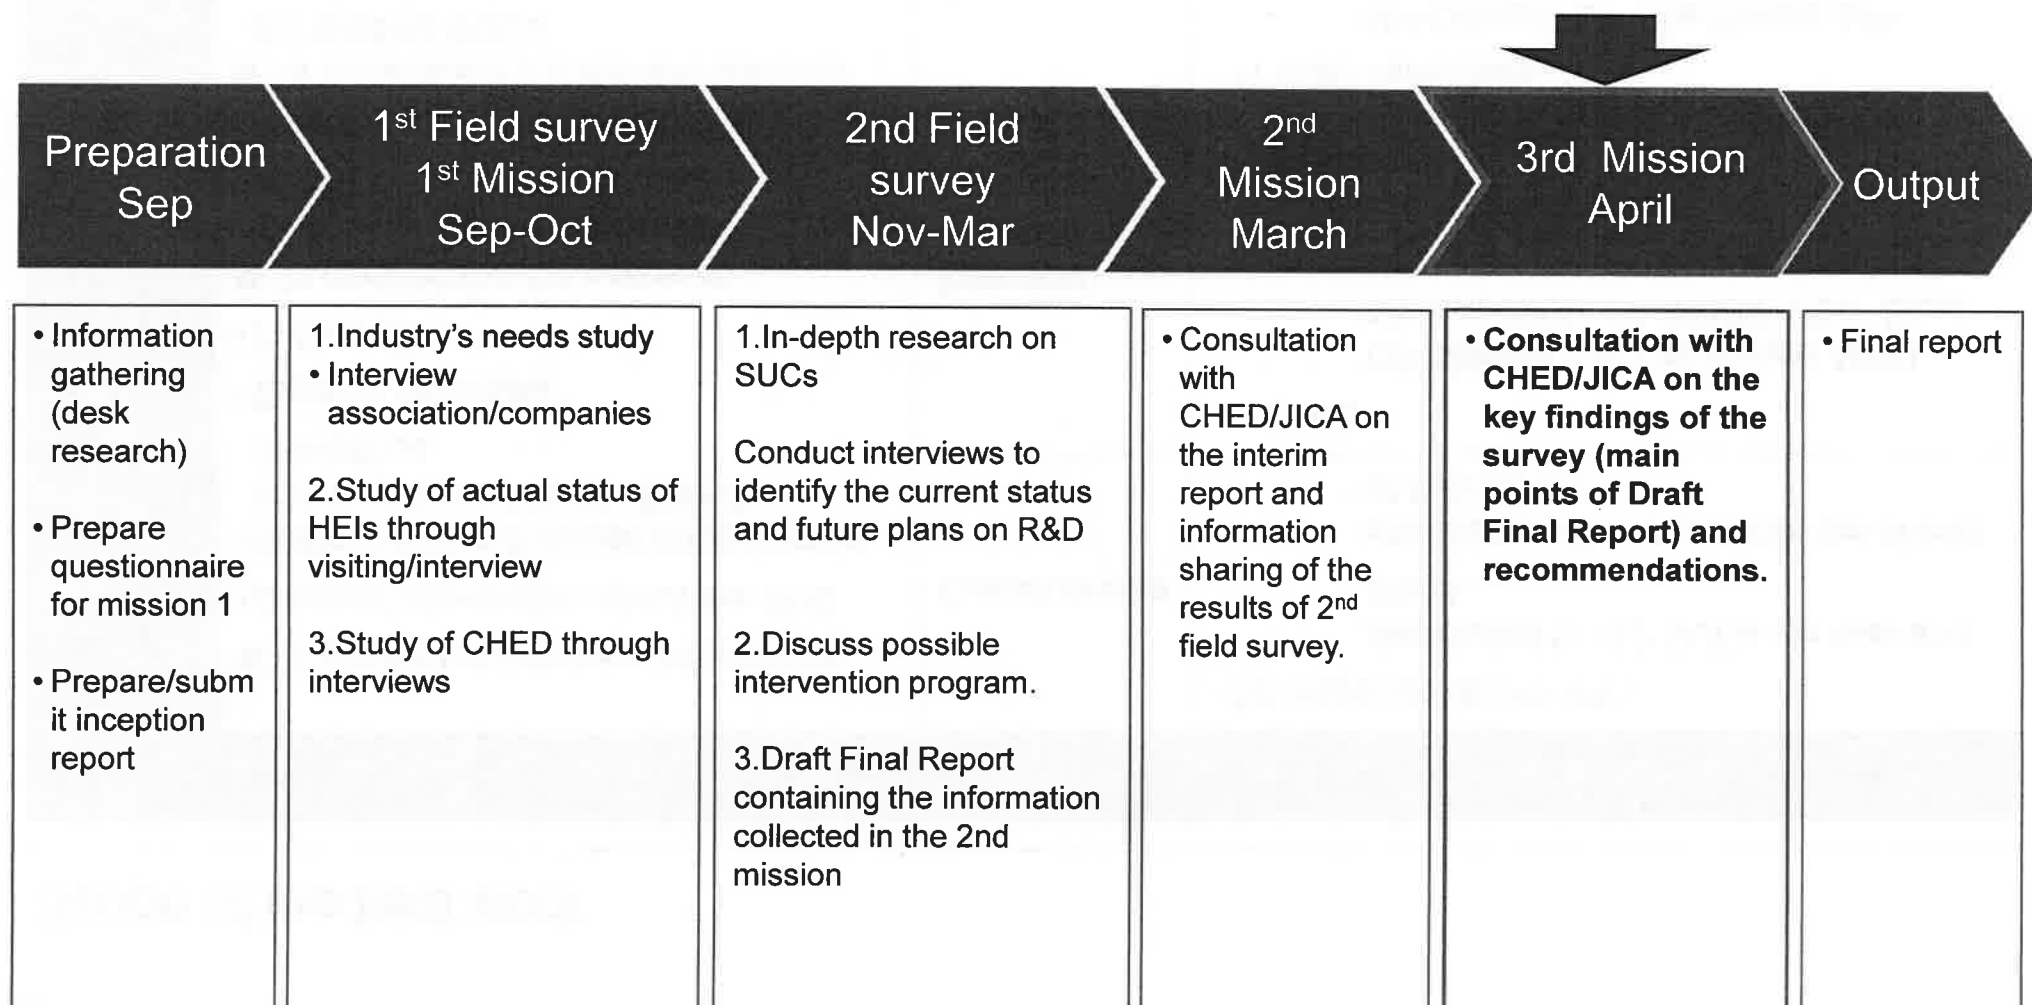 Preparation
Sep
1st Field survey
1st Mission
Sep-Oct
2nd Field
survey
Nov-Mar
2nd
Mission
March
3rd Mission
April
Output
• Information
gathering
(desk
research)
• Prepare
questionnaire
for mission 1
• Prepare/subm
it inception
report
1.Industry's needs study
• Interview
association/companies
2.Study of actual status of
HEIs through
visiting/interview
3.Study of CHED through
interviews
1.In-depth research on
SUCs
Conduct interviews to
identify the current status
and future plans on R&D
2.Discuss possible
intervention program.
3.Draft Final Report
containing the information
collected in the 2nd
mission
• Consultation
with
CHED/JICA on
the interim
report and
information
sharing of the
results of 2nd
field survey.
• Consultation with
CHED/JICA on the
key findings of the
survey (main
points of Draft
Final Report) and
recommendations.
• Final report